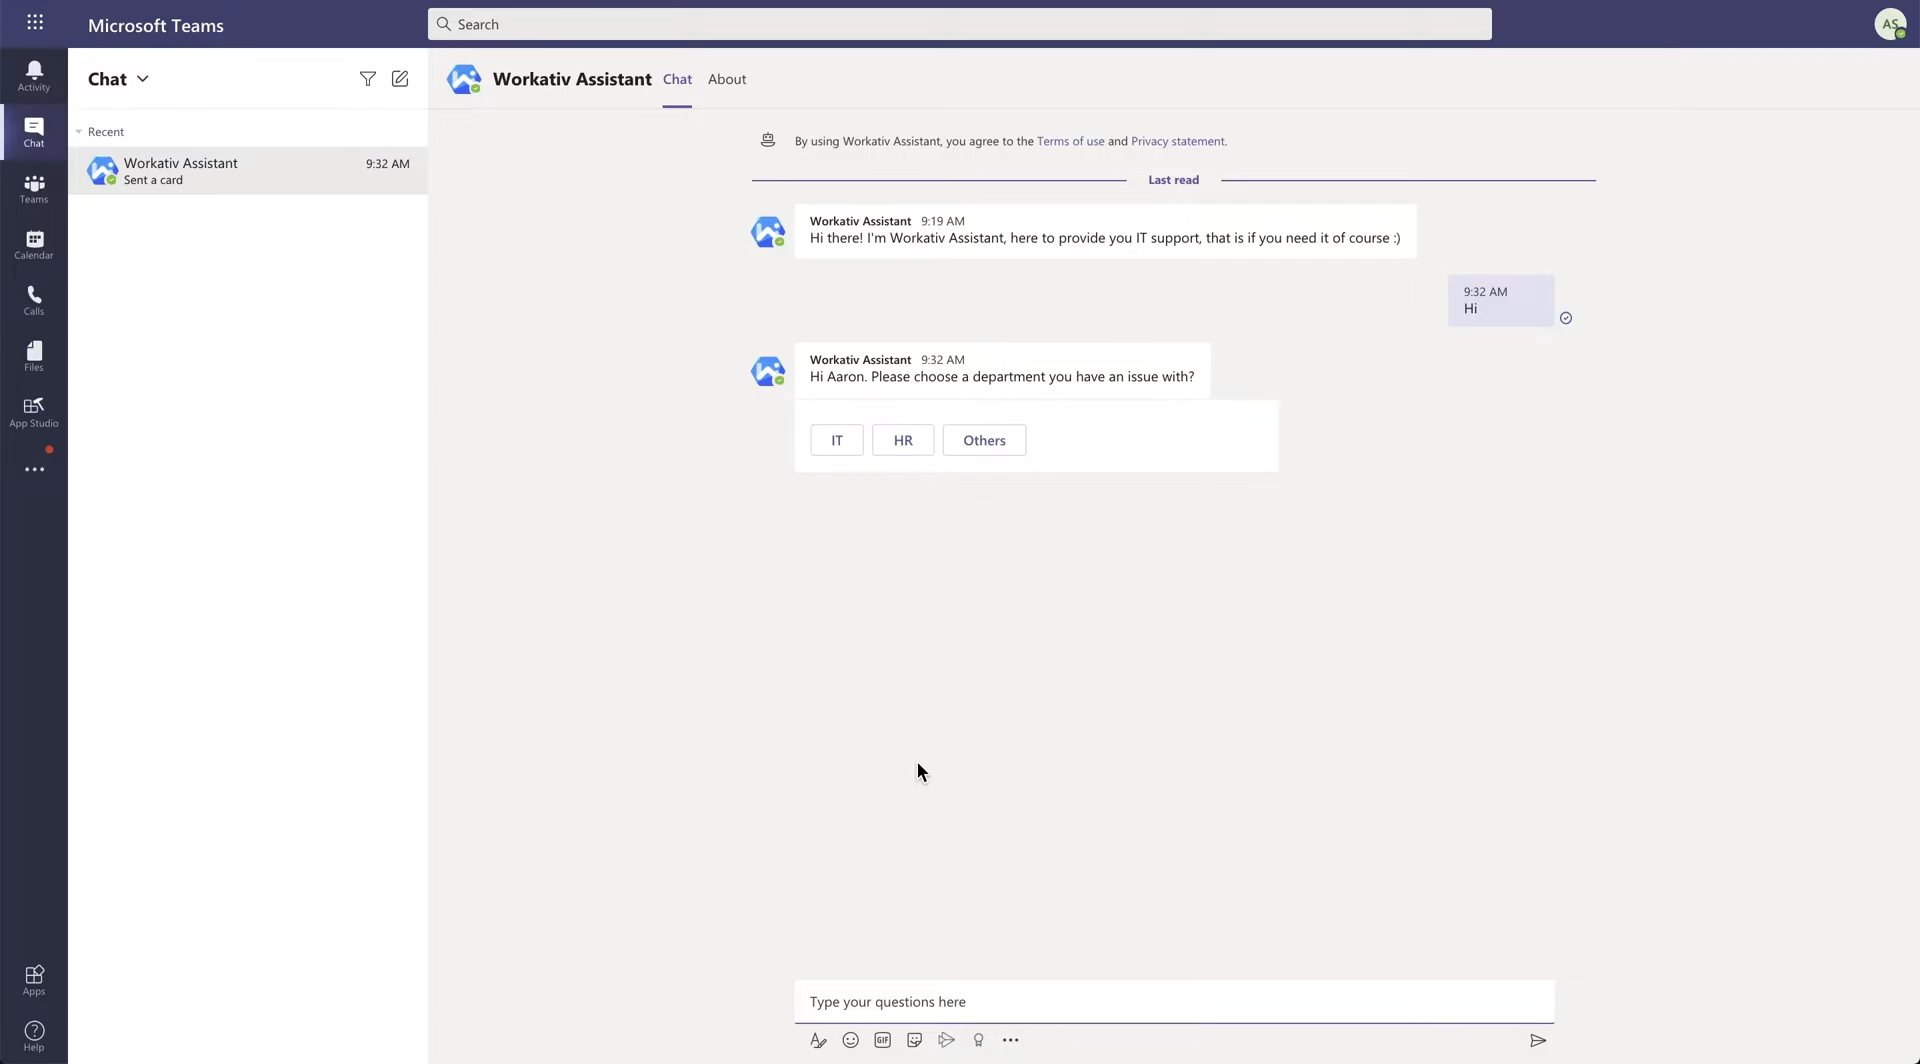 Microsoft Teams
Search
AS
Activity
Chat
Teams
Calendar
Calls
Files
App Studio
Apps
Help
Chat
Recent
Workativ Assistant 9:32 AM
Sent a card
Workativ Assistant Chat About
By using Workativ Assistant, you agree to the Terms of use and Privacy statement.
Last read
Workativ Assistant 9:19 AM
Hi there! I'm Workativ Assistant, here to provide you IT support, that is if you need it of course :)
9:32 AM
Hi
Workativ Assistant 9:32 AM
Hi Aaron. Please choose a department you have an issue with?
IT HR Others
Type your questions here
GIF